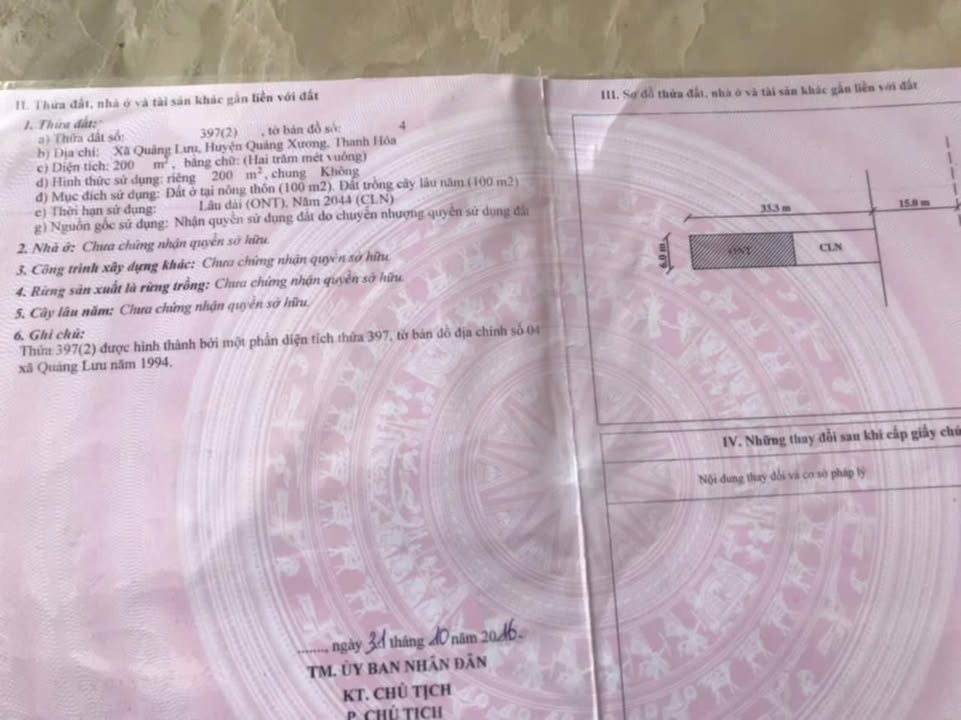 II. Thửa đất, nhà ở và tài sản khác gắn liền với đất
1. Thửa đất:
a) Thửa đất số: 397(2) , tờ bản đồ số: 4
b) Địa chỉ: Xã Quảng Lưu, Huyện Quảng Xương, Thanh Hóa
c) Diện tích: 200 m², bằng chữ: (Hai trăm mét vuông)
d) Hình thức sử dụng: riêng 200 m², chung Không
đ) Mục đích sử dụng: Đất ở tại nông thôn (100 m2). Đất trồng cây lâu năm (100 m2)
e) Thời hạn sử dụng: Lâu dài (ONT), Năm 2044 (CLN)
g) Nguồn gốc sử dụng: Nhận quyền sử dụng đất do chuyển nhượng quyền sử dụng đất
2. Nhà ở: Chưa chứng nhận quyền sở hữu.
3. Công trình xây dựng khác: Chưa chứng nhận quyền sở hữu.
4. Rừng sản xuất là rừng trồng: Chưa chứng nhận quyền sở hữu.
5. Cây lâu năm: Chưa chứng nhận quyền sở hữu.
6. Ghi chú:
Thửa 397(2) được hình thành bởi một phần diện tích thửa 397, tờ bản đồ địa chính số 04
xã Quảng Lưu năm 1994.
......., ngày 31 tháng 10 năm 2016.
TM. ỦY BAN NHÂN DÂN
KT. CHỦ TỊCH
P. CHỦ TỊCH
III. Sơ đồ thửa đất, nhà ở và tài sản khác gắn liền với đất
33.3 m
15.0 m
6.0 m
ONT
CLN
IV. Những thay đổi sau khi cấp giấy chứ
Nội dung thay đổi và cơ sở pháp lý